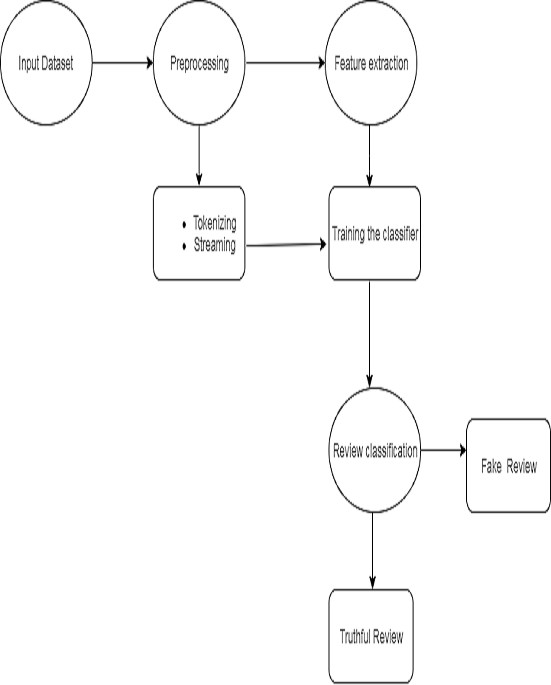 Input Dataset
Preprocessing
Feature extraction
• Tokenizing
• Streaming
Training the classifier
Review classification
Fake Review
Truthful Review